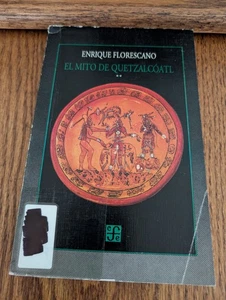 ENRIQUE FLORESCANO
EL MITO DE QUETZALCÓATL
**